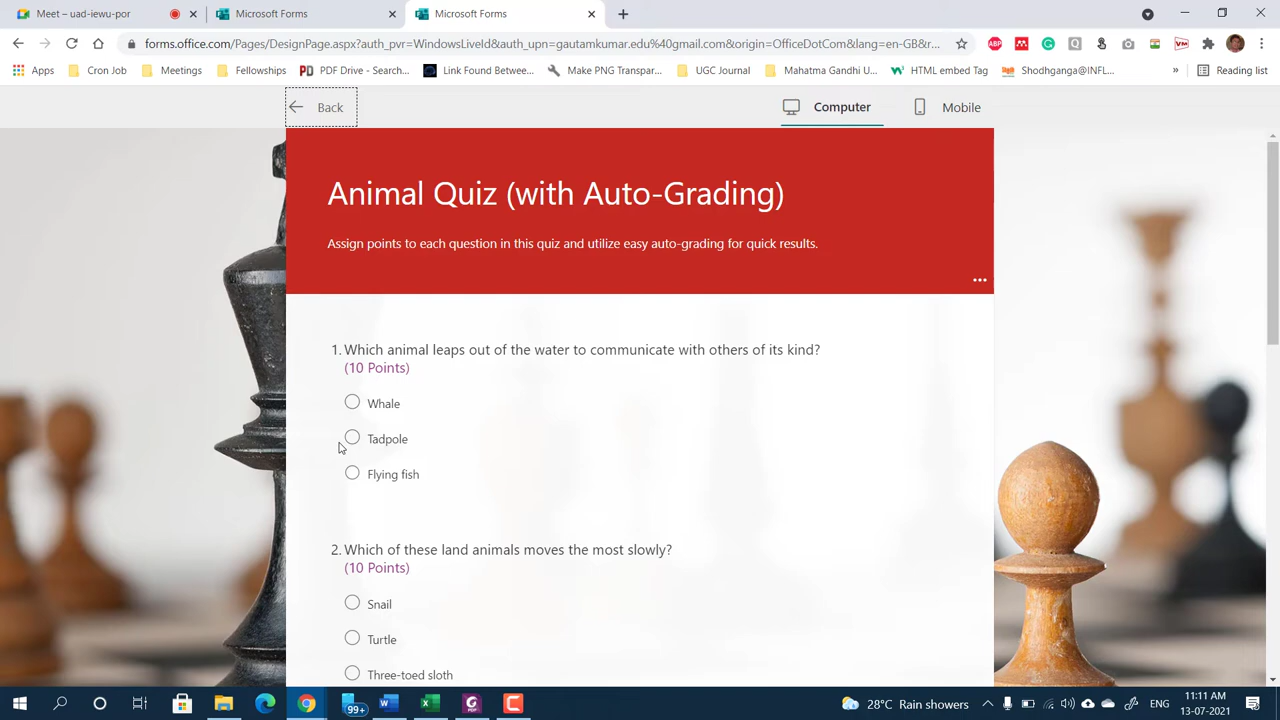 Meet – uad-iewd-omu
Microsoft Forms
Microsoft Forms
forms.office.com/Pages/DesignPage.aspx?auth_pv=WindowsLiveId&auth_upn=gautamkumar.edu%40gmail.com&origin=OfficeDotCom&lang=en-GB&r...
Apps
Cron Job
Meetings
Fellowships
PDF Drive - Search...
Link Found Betwee...
Make PNG Transpar...
UGC Journal
Mahatma Gandhi U...
HTML embed Tag
Shodhganga@INFL...
»
Reading list
Back
Computer
Mobile
Animal Quiz (with Auto-Grading)
Assign points to each question in this quiz and utilize easy auto-grading for quick results.
1. Which animal leaps out of the water to communicate with others of its kind?
(10 Points)
Whale
Tadpole
Flying fish
2. Which of these land animals moves the most slowly?
(10 Points)
Snail
Turtle
Three-toed sloth
99+
28°C Rain showers
ENG
11:11 AM
13-07-2021